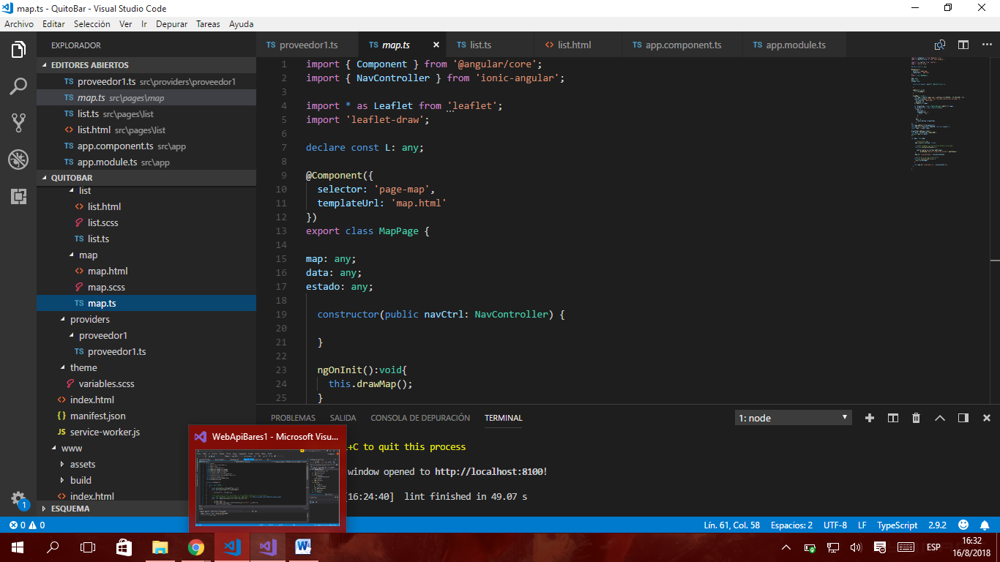 map.ts - QuitoBar - Visual Studio Code
Archivo Editar Selección Ver Ir Depurar Tareas Ayuda
EXPLORADOR
EDITORES ABIERTOS
TS proveedor1.ts src\providers\proveedor1
TS map.ts src\pages\map
TS list.ts src\pages\list
<> list.html src\pages\list
TS app.component.ts src\app
TS app.module.ts src\app
QUITOBAR
list
<> list.html
list.scss
TS list.ts
map
<> map.html
map.scss
TS map.ts
providers
proveedor1
TS proveedor1.ts
theme
variables.scss
<> index.html
{} manifest.json
JS service-worker.js
www
assets
build
<> index.html
ESQUEMA
1
TS proveedor1.ts TS map.ts × TS list.ts <> list.html TS app.component.ts TS app.module.ts
1 import { Component } from '@angular/core';
2 import { NavController } from 'ionic-angular';
3
4 import * as Leaflet from 'leaflet';
5 import 'leaflet-draw';
6
7 declare const L: any;
8
9 @Component({
10 selector: 'page-map',
11 templateUrl: 'map.html'
12 })
13 export class MapPage {
14
15 map: any;
16 data: any;
17 estado: any;
18
19 constructor(public navCtrl: NavController) {
20
21 }
22
23 ngOnInit():void{
24 this.drawMap();
25 }
PROBLEMAS SALIDA CONSOLA DE DEPURACIÓN TERMINAL
1: node
+C to quit this process
window opened to http://localhost:8100!
[16:24:40] lint finished in 49.07 s
WebApiBares1 - Microsoft Visu...
0 0
Lín. 61, Col. 58 Espacios: 2 UTF-8 LF TypeScript 2.9.2
ESP
16:32
16/8/2018